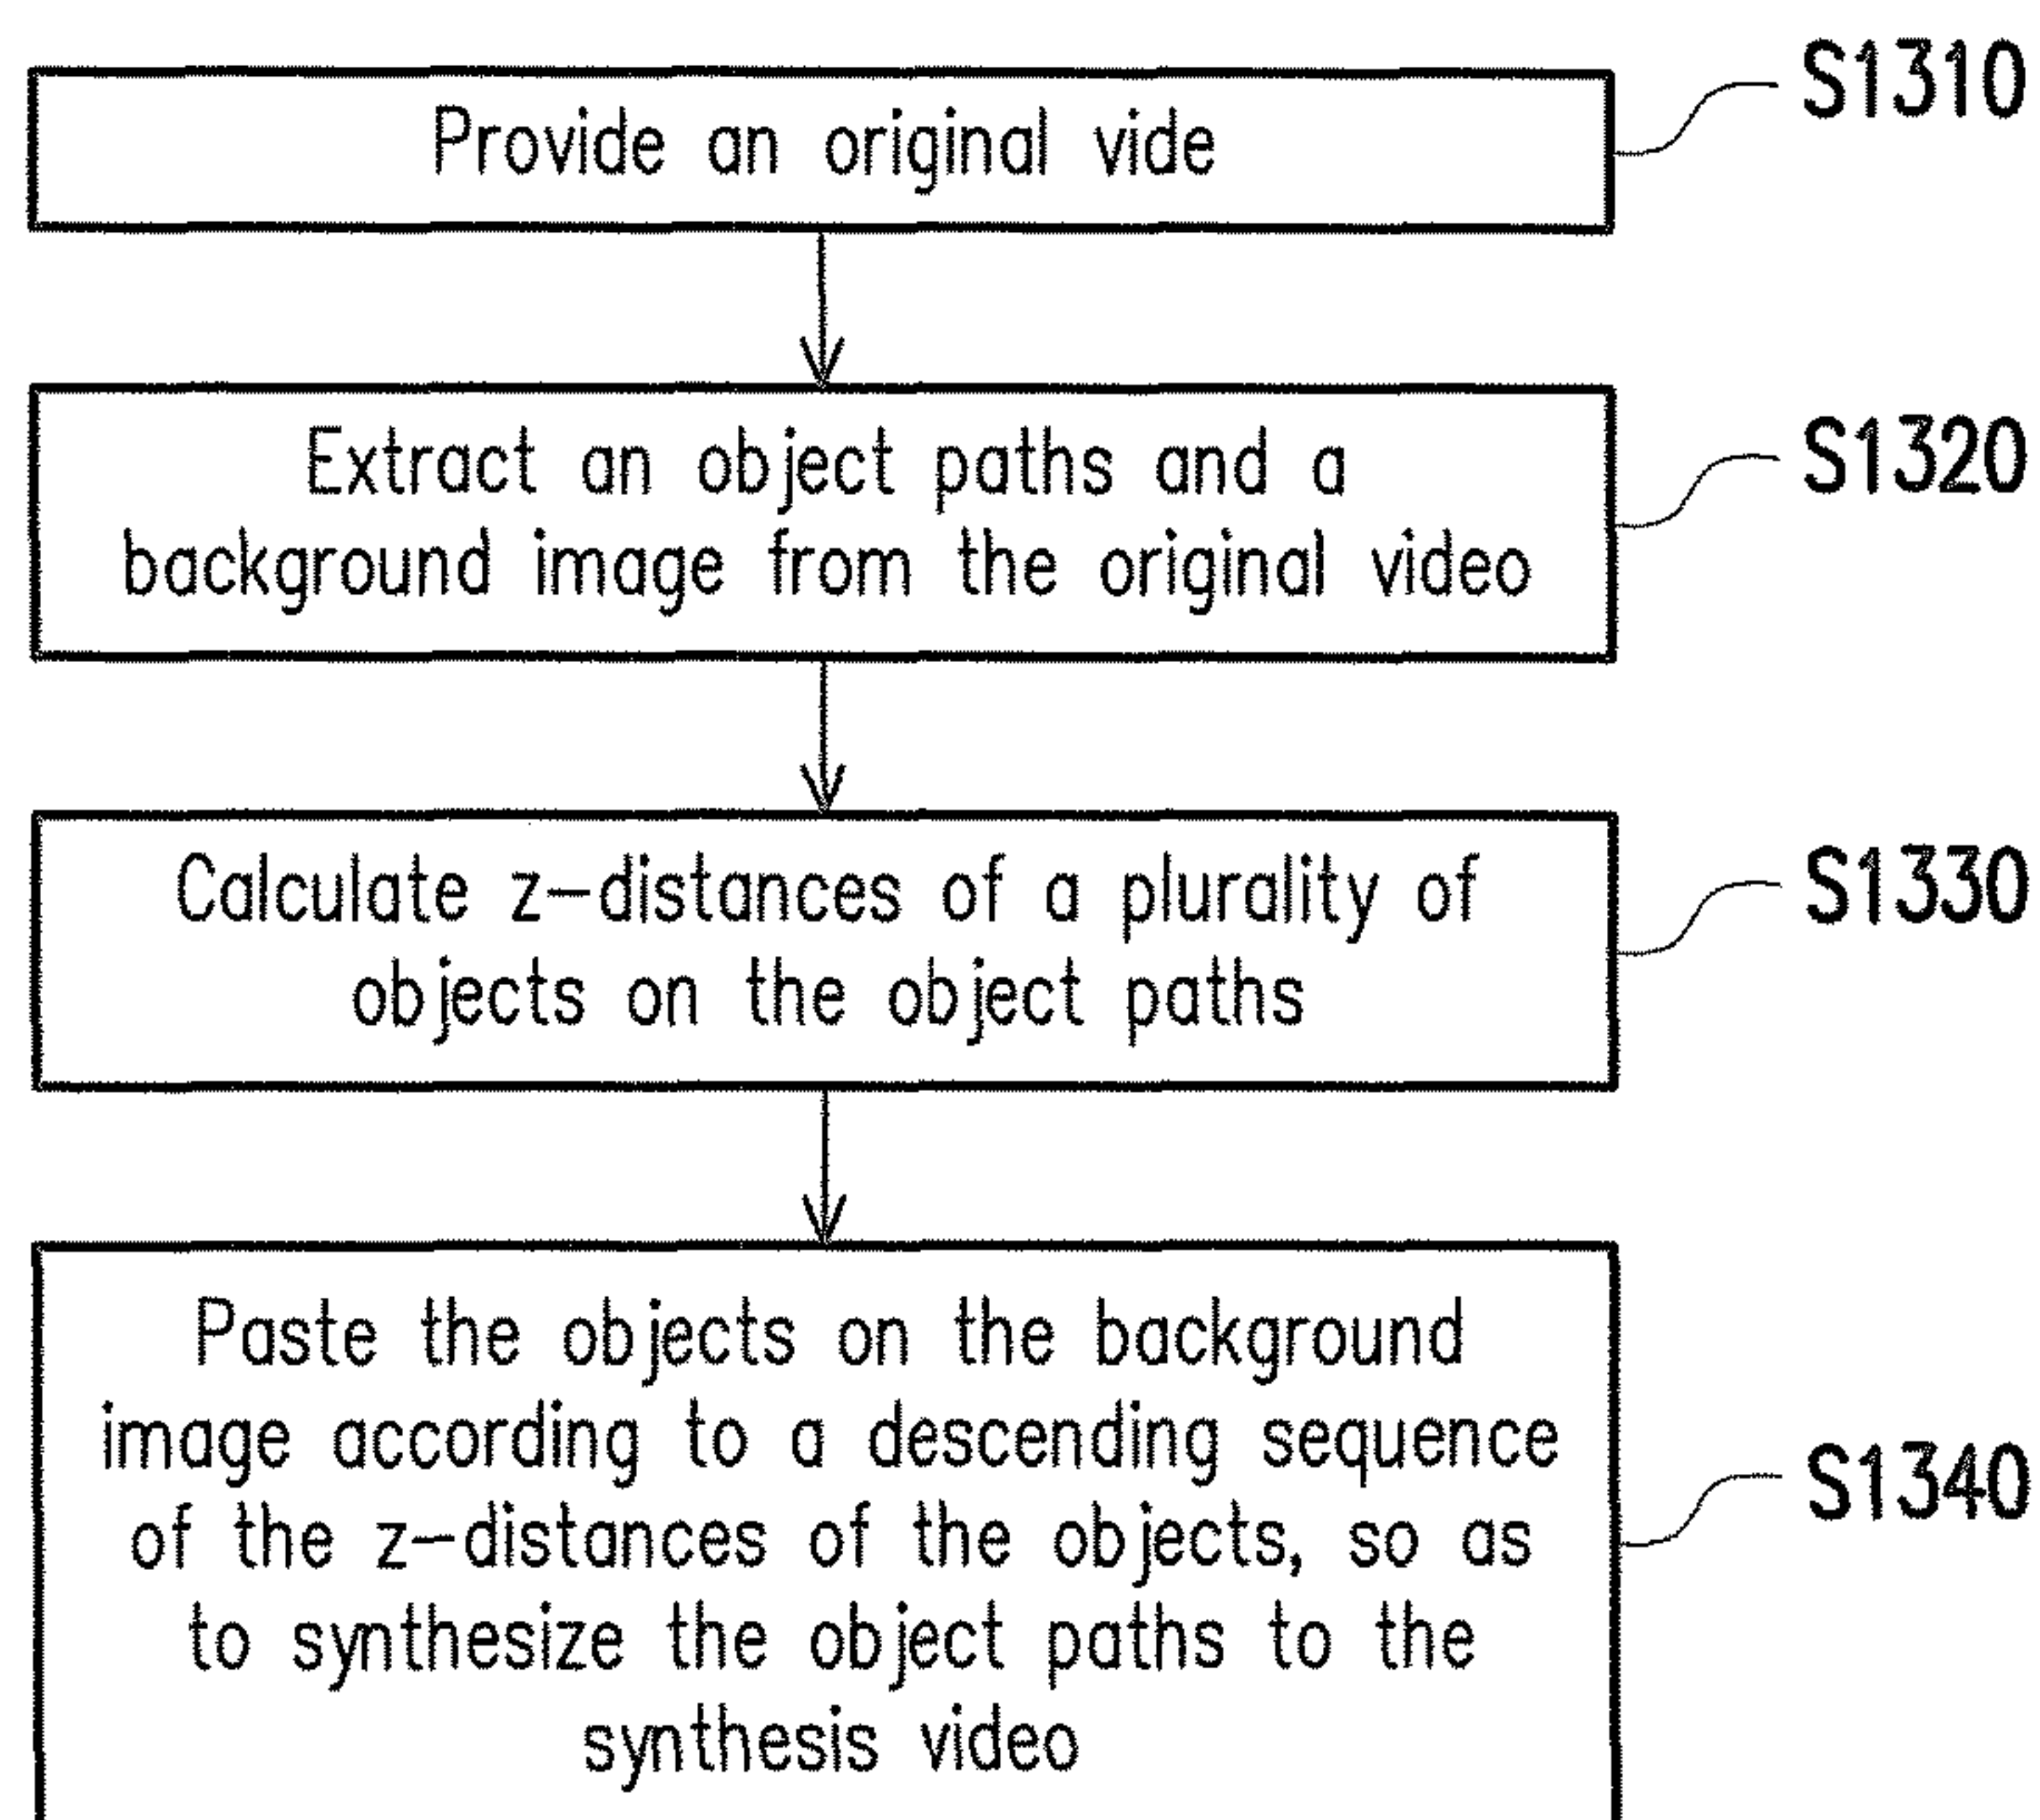 S1310
Provide an original vide
S1320
Extract an object paths and a
background image from the original video
S1330
Calculate z-distances of a plurality of
objects on the object paths
Paste the objects on the background
image according to a descending sequence
S1340
of the z-distances of the objects, so as
to synthesize the object paths to the
synthesis video